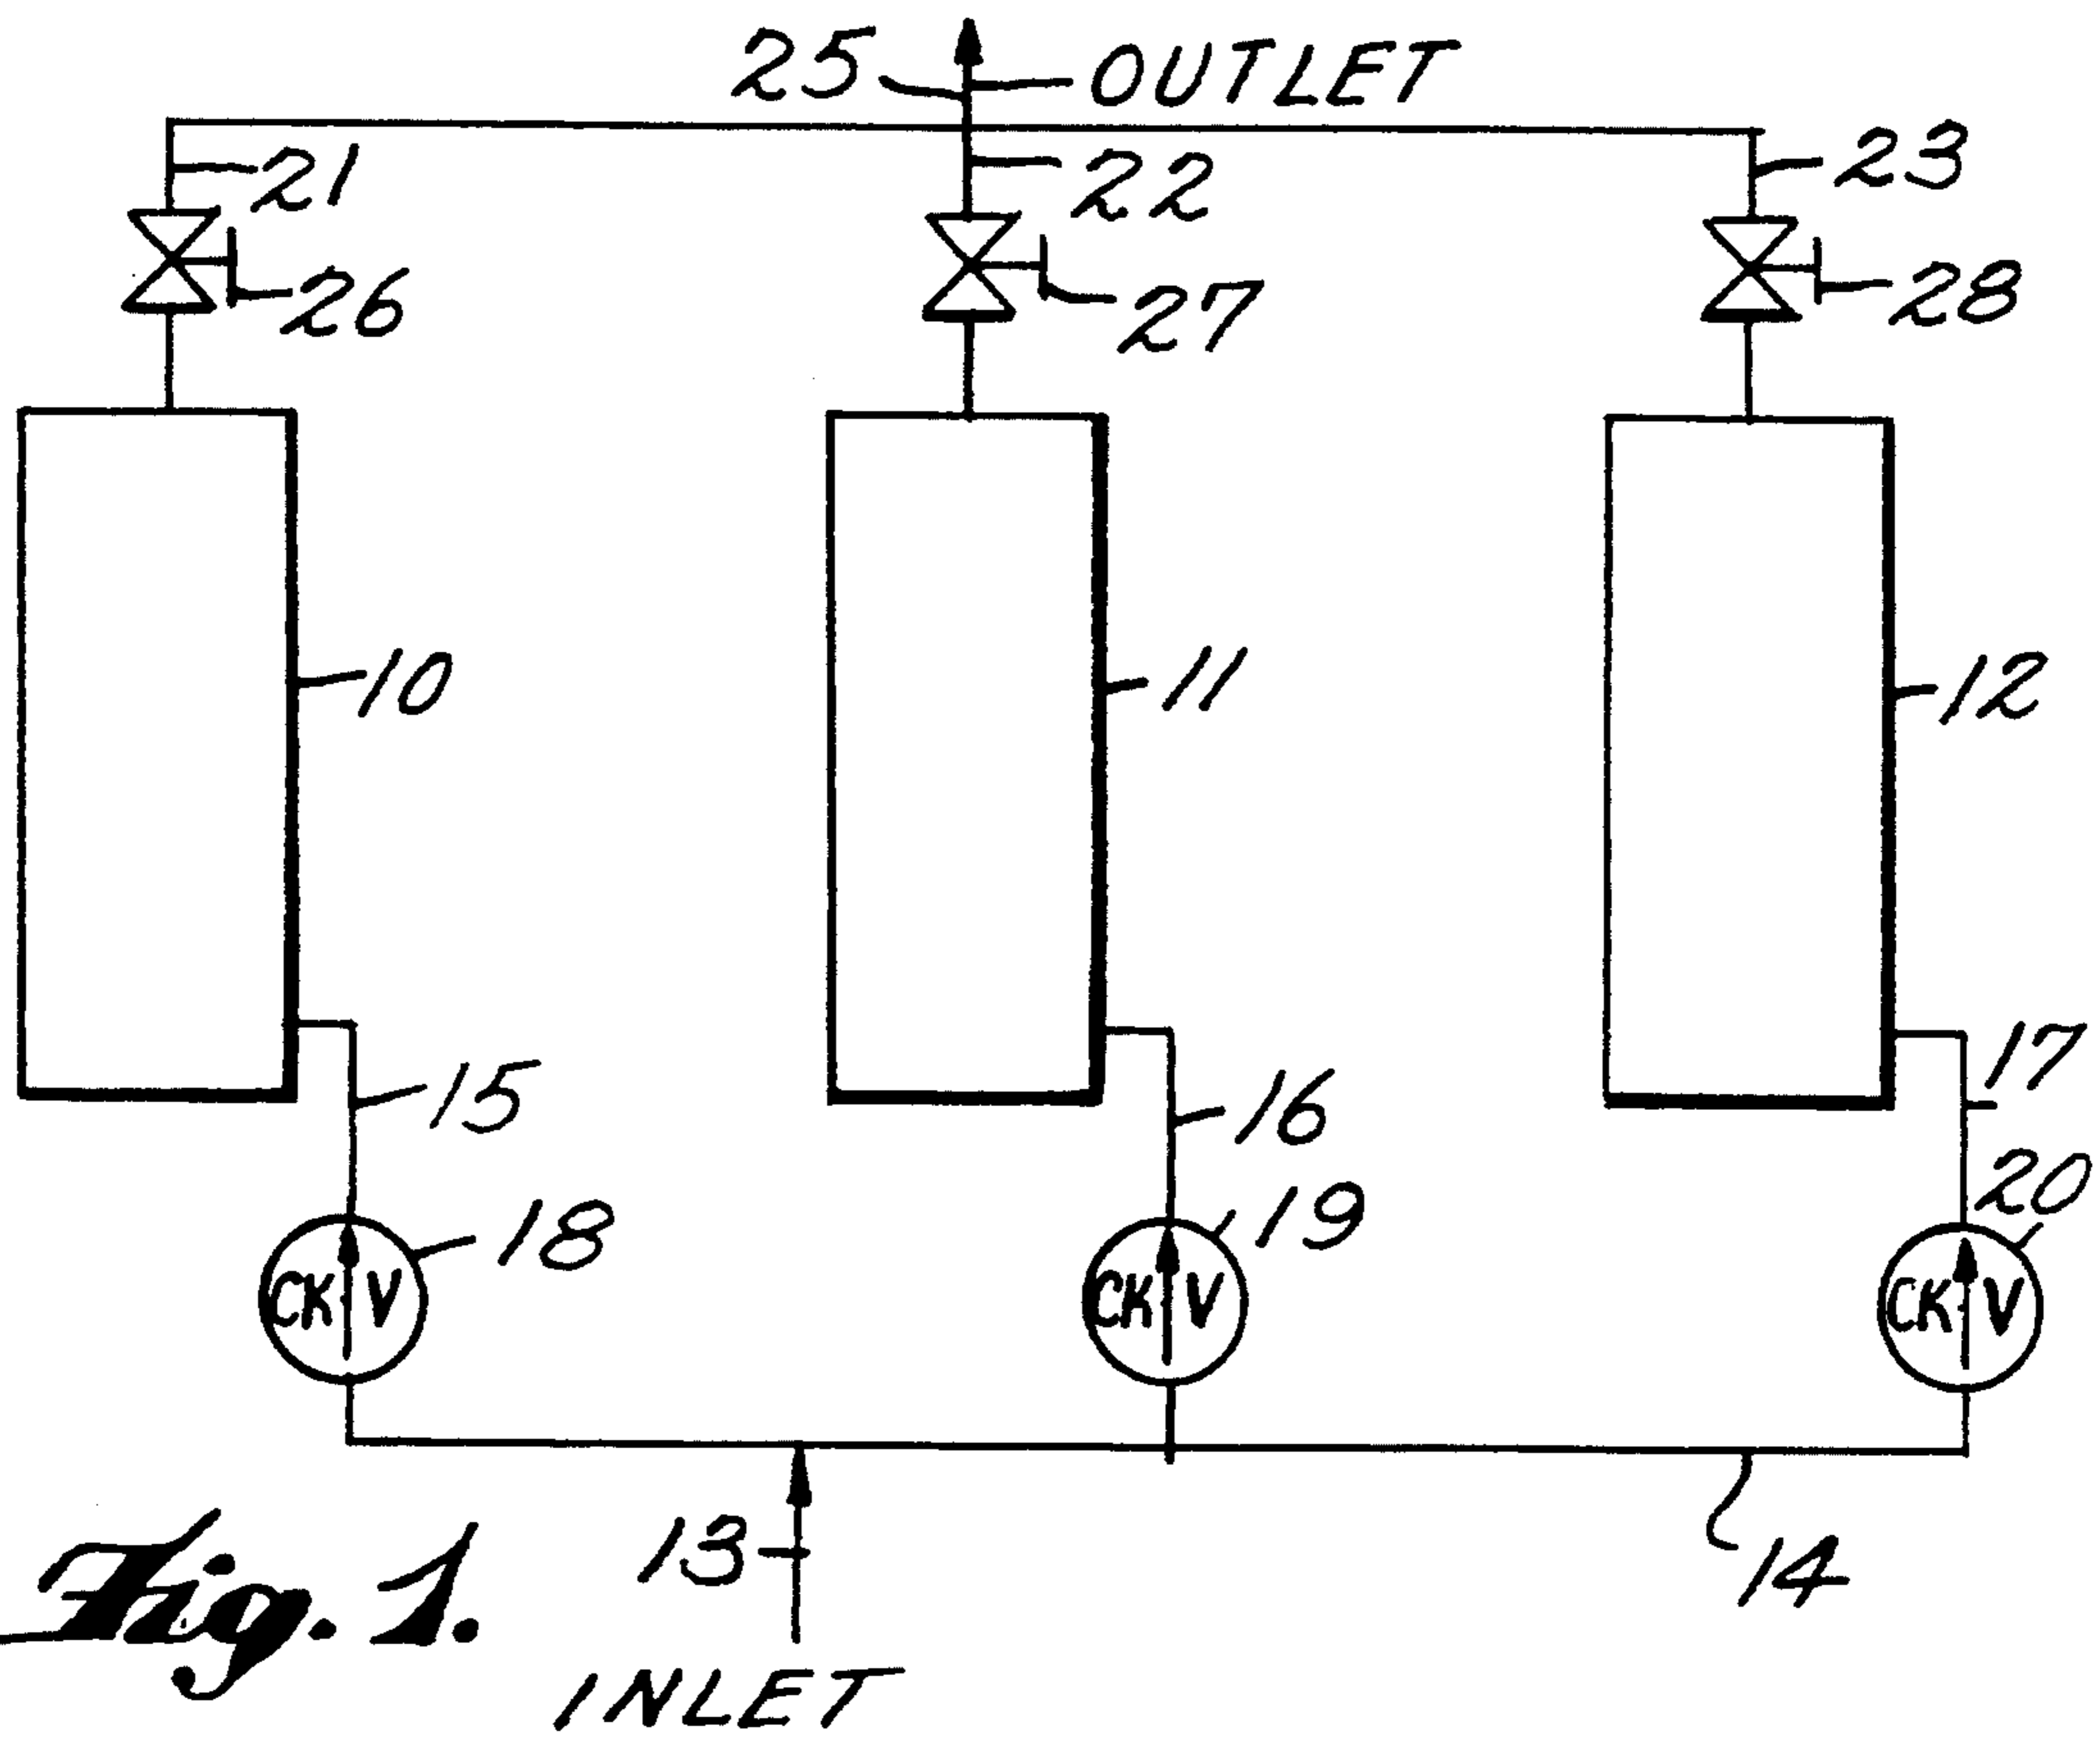 25 OUTLET
21 22 23
26 27 28
10 11 12
15 16 17
18 19 20
CK V CK V CK V
13 14
Fig. 1.
INLET